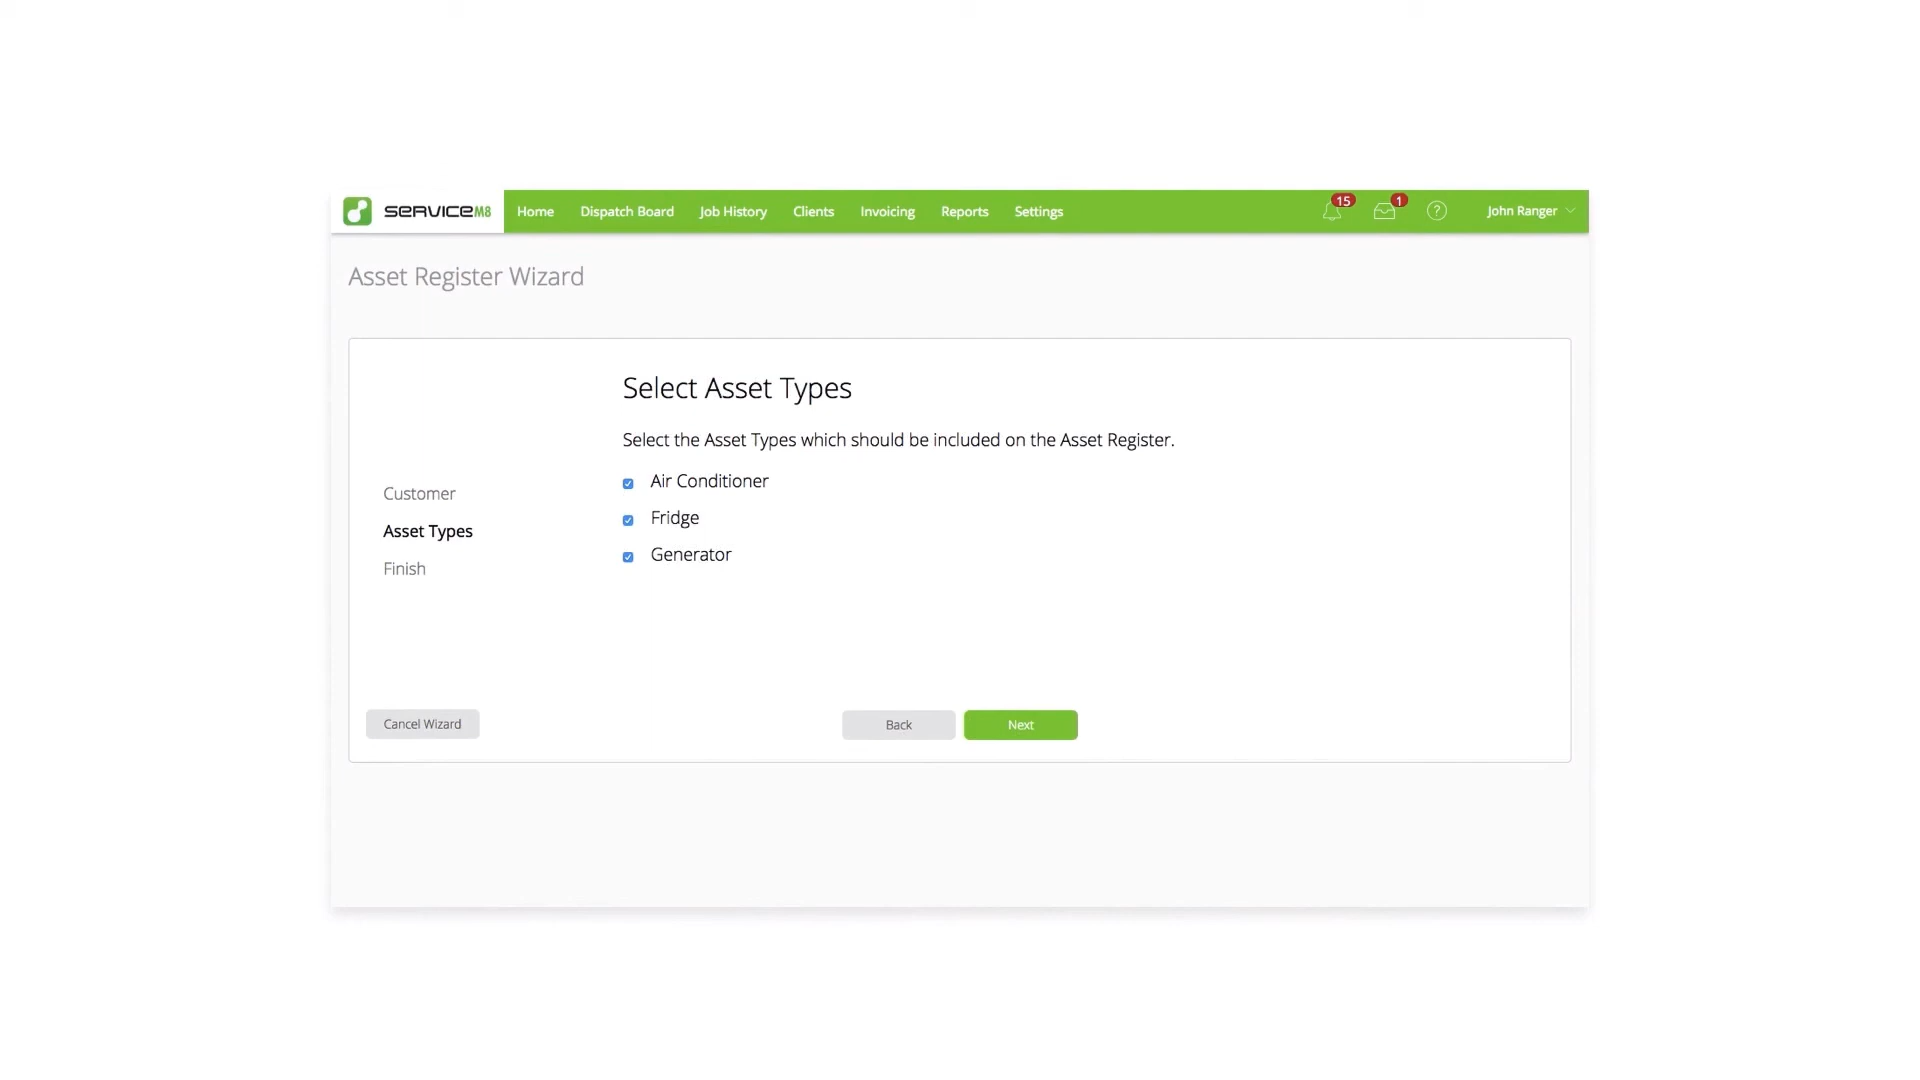 SERVICEM8 Home Dispatch Board Job History Clients Invoicing Reports Settings 15 1 ? John Ranger
Asset Register Wizard
Select Asset Types
Select the Asset Types which should be included on the Asset Register.
Customer
Asset Types
Finish
Air Conditioner
Fridge
Generator
Cancel Wizard
Back
Next